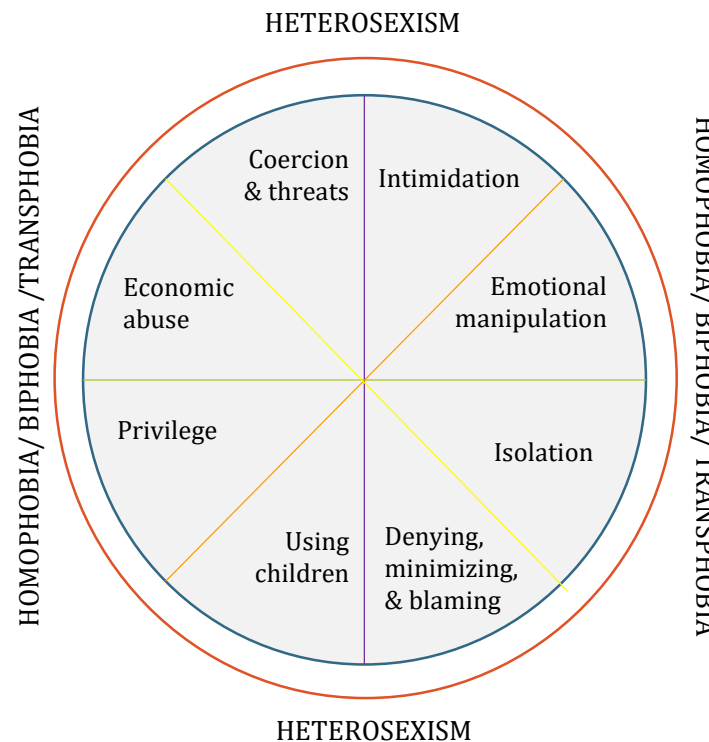 HETEROSEXISM
HOMOPHOBIA/ BIPHOBIA /TRANSPHOBIA
HOMOPHOBIA/ BIPHOBIA/ TRANSPHOBIA
Coercion
& threats
Intimidation
Economic
abuse
Emotional
manipulation
Privilege
Isolation
Using
children
Denying,
minimizing,
& blaming
HETEROSEXISM